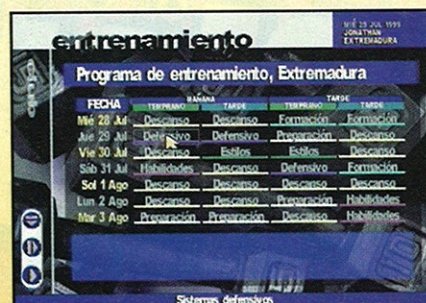 MIÉ 28 JUL 1999
JONATHAN
EXTREMADURA
entrenamiento
Programa de entrenamiento, Extremadura
MAÑANA TARDE
FECHA TEMPRANO TARDE TEMPRANO TARDE
Mié 28 Jul Descanso Descanso Formación Formación
Jue 29 Jul Defensivo Defensivo Preparación Descanso
Vie 30 Jul Descanso Estilos Estilos Descanso
Sáb 31 Jul Habilidades Descanso Defensivo Formación
Sol 1 Ago Descanso Descanso Descanso Descanso
Lun 2 Ago Descanso Descanso Preparación Habilidades
Mar 3 Ago Preparación Preparación Descanso Habilidades
Sistemas defensivos